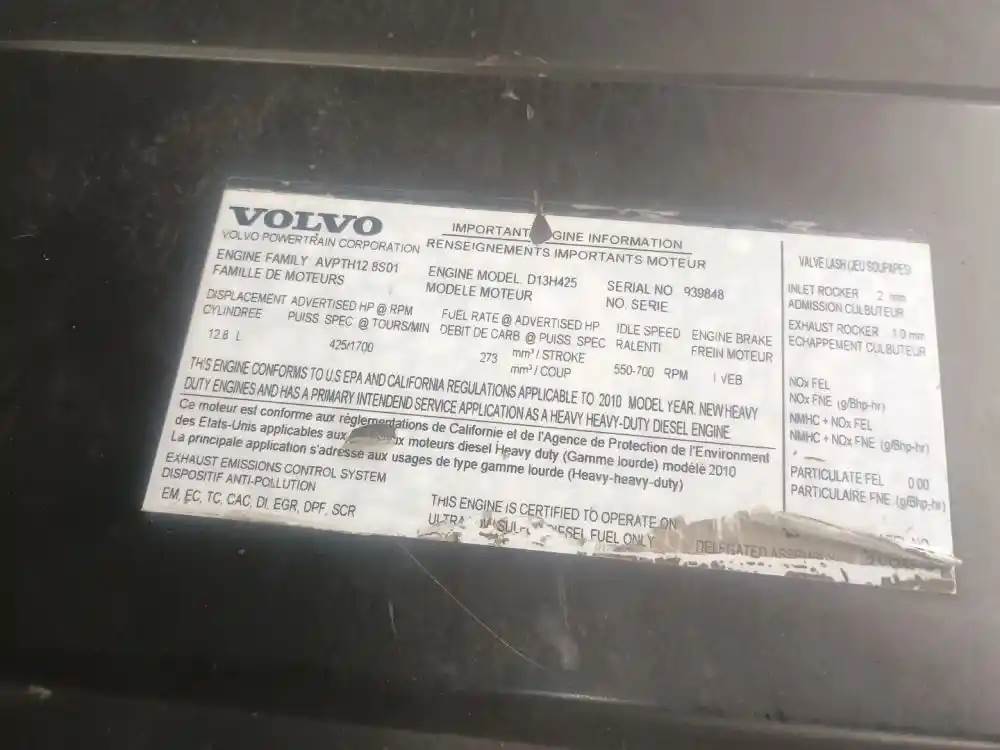 VOLVO
VOLVO POWERTRAIN CORPORATION
IMPORTANT GINE INFORMATION
RENSEIGNEMENTS IMPORTANTS MOTEUR
ENGINE FAMILY AVPTH12.8S01
FAMILLE DE MOTEURS
ENGINE MODEL D13H425
MODELE MOTEUR
SERIAL NO 939848
NO. SERIE
DISPLACEMENT ADVERTISED HP @ RPM
CYLINDREE PUISS SPEC @ TOURS/MIN
12.8 L 425/1700
FUEL RATE @ ADVERTISED HP
DEBIT DE CARB @ PUISS SPEC
273 mm³ / STROKE
mm³ / COUP
IDLE SPEED
RALENTI
550-700 RPM
ENGINE BRAKE
FREIN MOTEUR
VEB
THIS ENGINE CONFORMS TO U.S EPA AND CALIFORNIA REGULATIONS APPLICABLE TO 2010 MODEL YEAR. NEW HEAVY
DUTY ENGINES AND HAS A PRIMARY INTENDEND SERVICE APPLICATION AS A HEAVY HEAVY-DUTY DIESEL ENGINE.
Ce moteur est conforme aux règlementations de Californie et de l'Agence de Protection de l'Environment
des Etats-Unis applicables aux x moteurs diesel Heavy duty (Gamme lourde) modèle 2010
La principale application s'adresse aux usages de type gamme lourde (Heavy-heavy-duty)
EXHAUST EMISSIONS CONTROL SYSTEM
DISPOSITIF ANTI-POLLUTION
EM, EC, TC, CAC, DI, EGR, DPF, SCR
THIS ENGINE IS CERTIFIED TO OPERATE ON
ULTRA SUL ESEL FUEL ONLY
VALVE LASH (JEU SOUPAPES)
INLET ROCKER 2 mm
ADMISSION CULBUTEUR
EXHAUST ROCKER 1.0 mm
ECHAPPEMENT CULBUTEUR
NOx FEL
NOx FNE (g/Bhp-hr)
NMHC + NOx FEL
NMHC + NOx FNE (g/Bhp-hr)
PARTICULATE FEL 0.00
PARTICULAIRE FNE (g/Bhp-hr)
DELEGATED